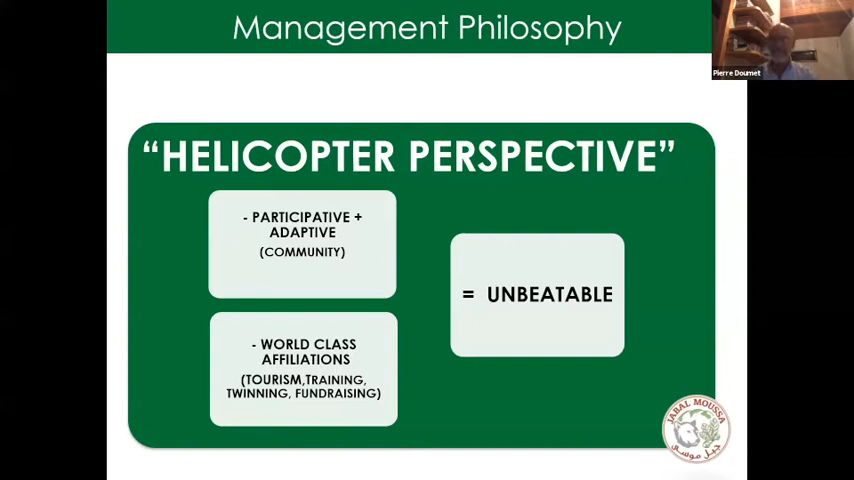 Management Philosophy
Pierre Doumet
“HELICOPTER PERSPECTIVE”
- PARTICIPATIVE +
ADAPTIVE
(COMMUNITY)
= UNBEATABLE
- WORLD CLASS
AFFILIATIONS
(TOURISM,TRAINING,
TWINNING, FUNDRAISING)
JABAL MOUSSA
جبل موسى